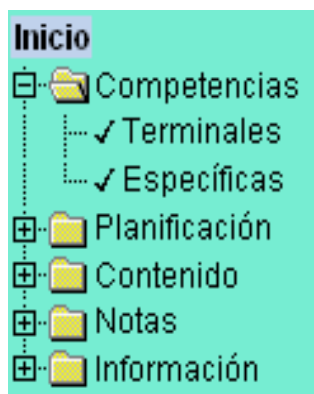 Inicio
Competencias
Terminales
Específicas
Planificación
Contenido
Notas
Información